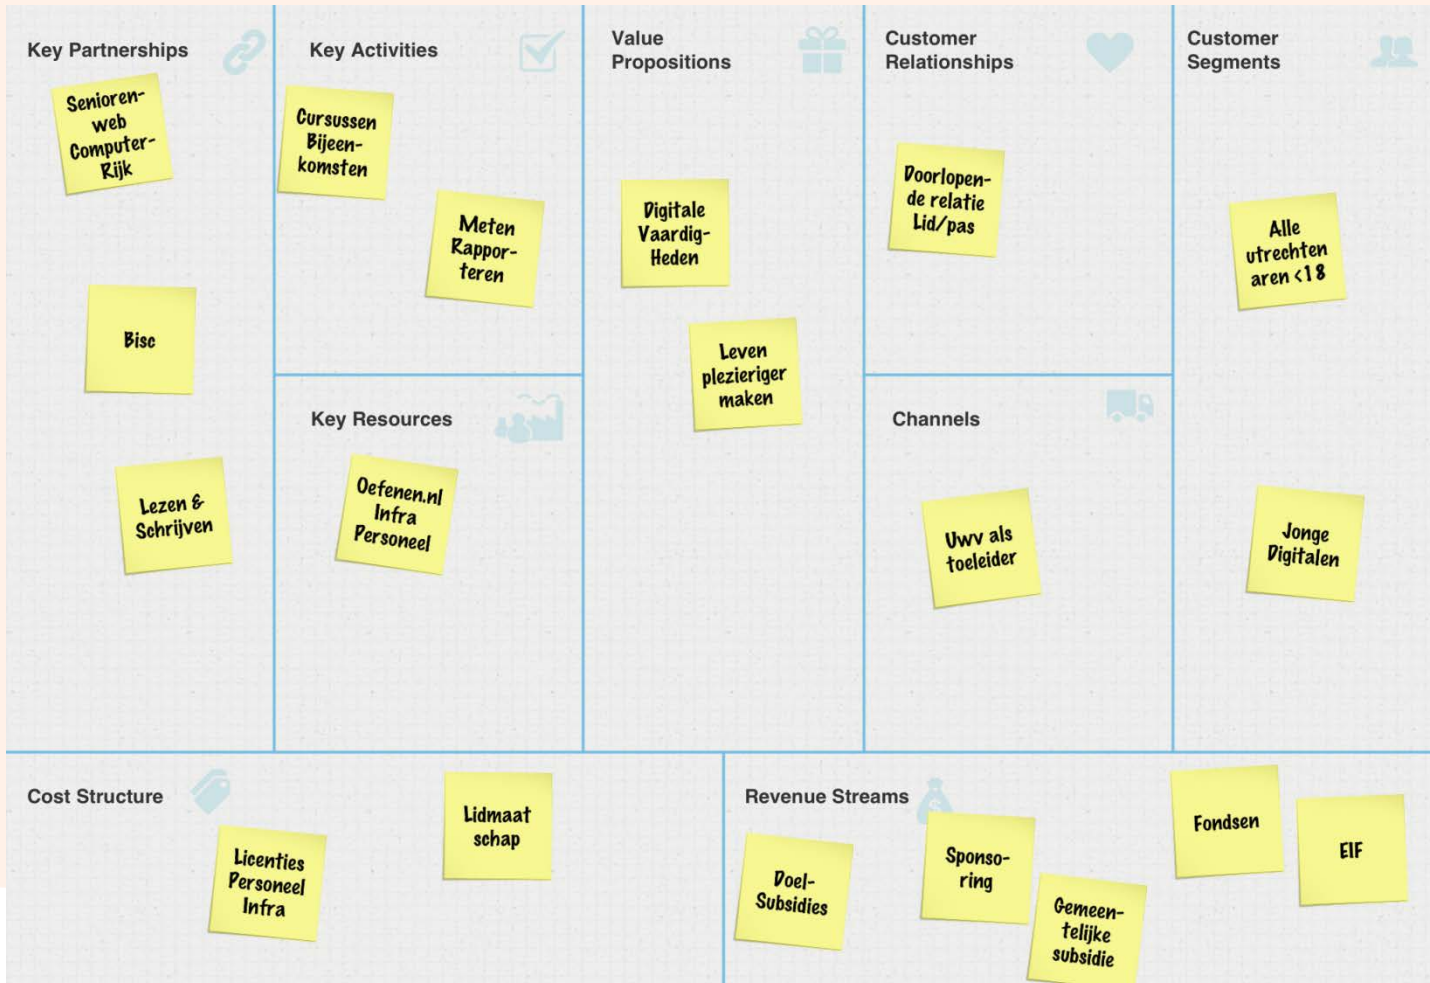 Key Partnerships
Senioren-
web
Computer-
Rijk
Bisc
Lezen &
Schrijven
Key Activities
Cursussen
Bijeen-
komsten
Meten
Rappor-
teren
Key Resources
Oefenen.nl
Infra
Personeel
Value
Propositions
Digitale
Vaardig-
Heden
Leven
plezieriger
maken
Customer
Relationships
Doorlopen-
de relatie
Lid/pas
Channels
Uwv als
toeleider
Customer
Segments
Alle
utrechten
aren <18
Jonge
Digitalen
Cost Structure
Licenties
Personeel
Infra
Lidmaat
schap
Revenue Streams
Doel-
Subsidies
Sponso-
ring
Gemeen-
telijke
subsidie
Fondsen
EIF